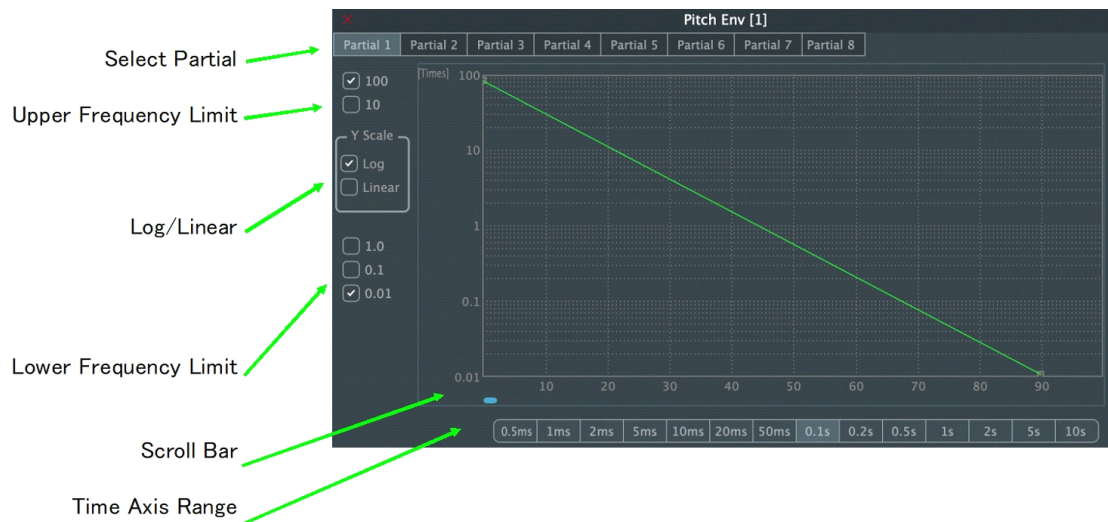 Pitch Env [1]
Partial 1 Partial 2 Partial 3 Partial 4 Partial 5 Partial 6 Partial 7 Partial 8
Select Partial
[Times]
100
100
10
Upper Frequency Limit
Y Scale
10
Log
Linear
Log/Linear
1
1.0
0.1
0.01
0.1
Lower Frequency Limit
0.01
10 20 30 40 50 60 70 80 90
0.5ms 1ms 2ms 5ms 10ms 20ms 50ms 0.1s 0.2s 0.5s 1s 2s 5s 10s
Scroll Bar
Time Axis Range